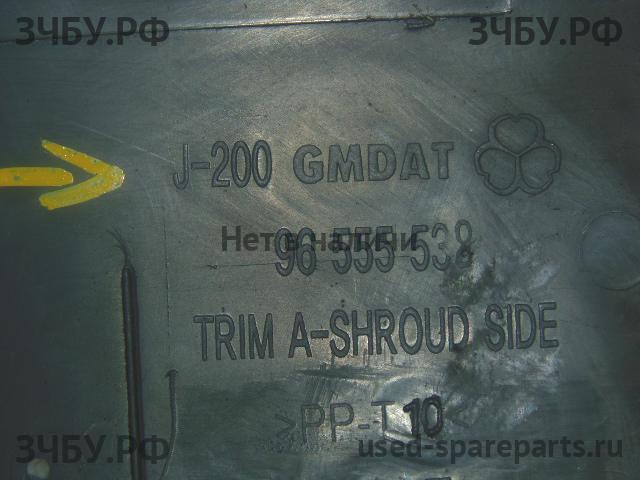 ЗЧБУ.РФ ЗЧБУ.РФ
J-200 GMDAT
Нет в наличии
96 555 538
TRIM A-SHROUD SIDE
>PP-T10<
ЗЧБУ.РФ used-spareparts.ru